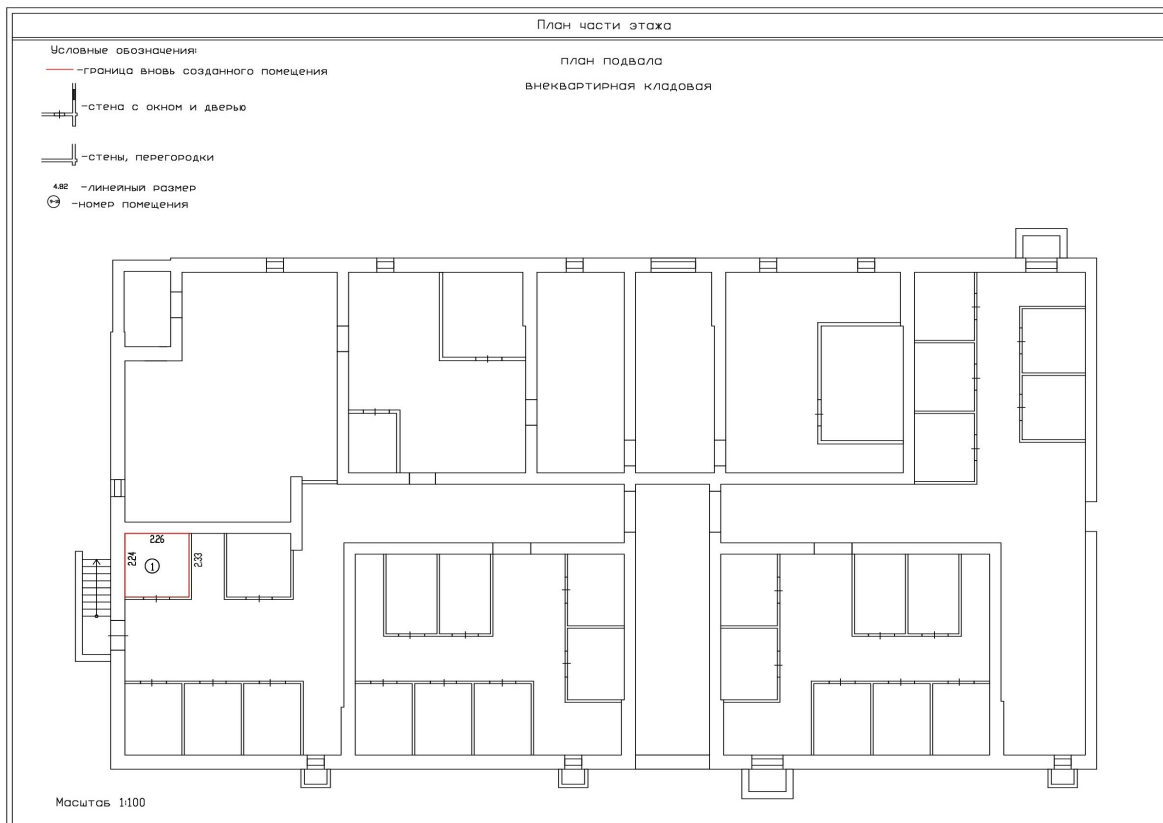 План части этажа
Условные обозначения:
-граница вновь созданного помещения
-стена с окном и дверью
-стены, перегородки
4.82 -линейный размер
-номер помещения
план подвала
внеквартирная кладовая
2.26
2.24
1
2.33
Масштаб 1:100